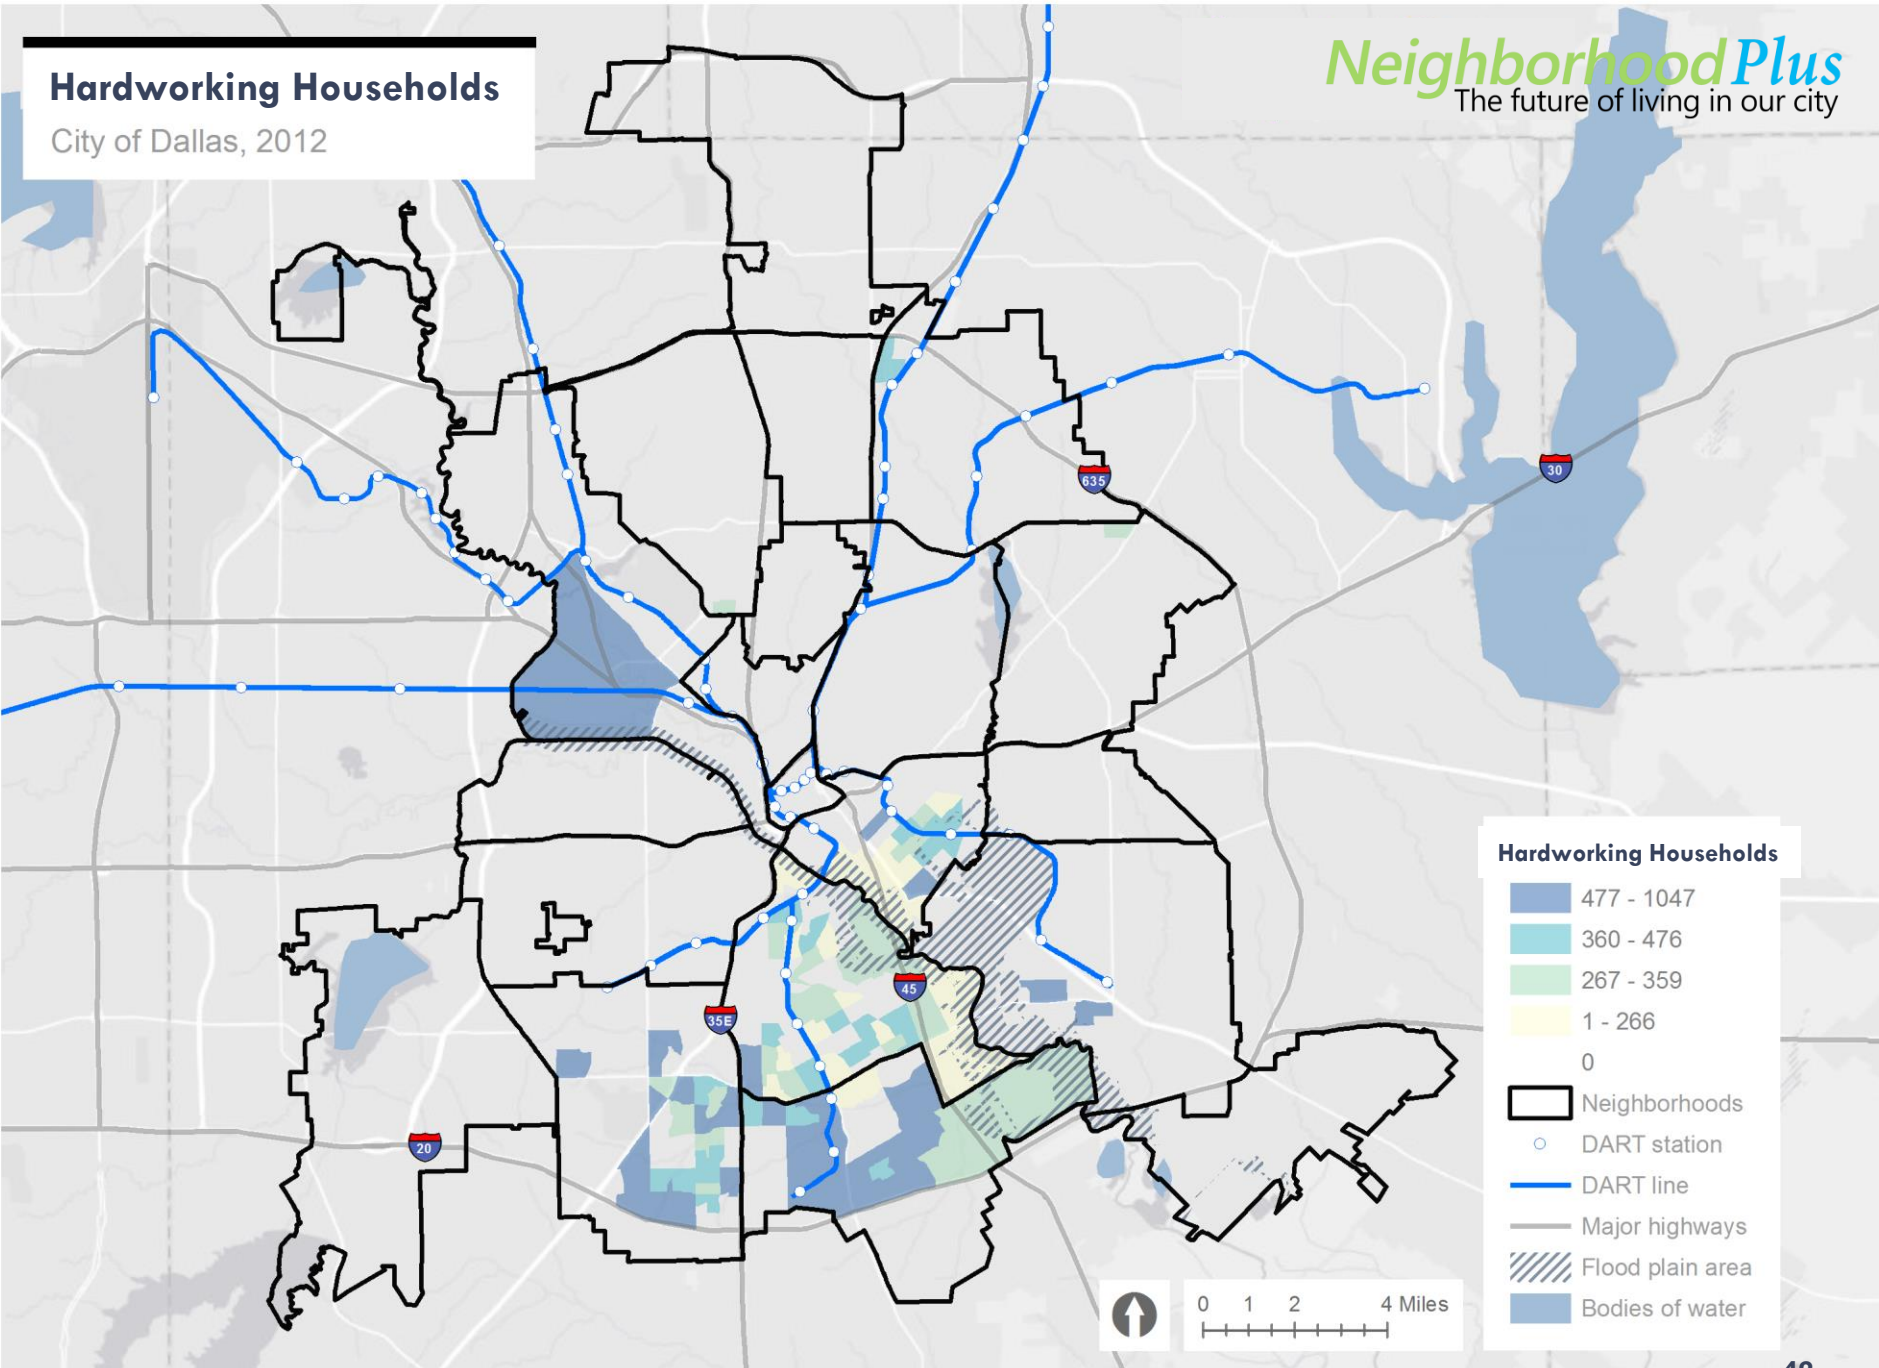 Hardworking Households
City of Dallas, 2012
Neighborhood Plus
The future of living in our city
635
30
45
35E
20
Hardworking Households
477 - 1047
360 - 476
267 - 359
1 - 266
0
Neighborhoods
DART station
DART line
Major highways
Flood plain area
Bodies of water
0 1 2 4 Miles